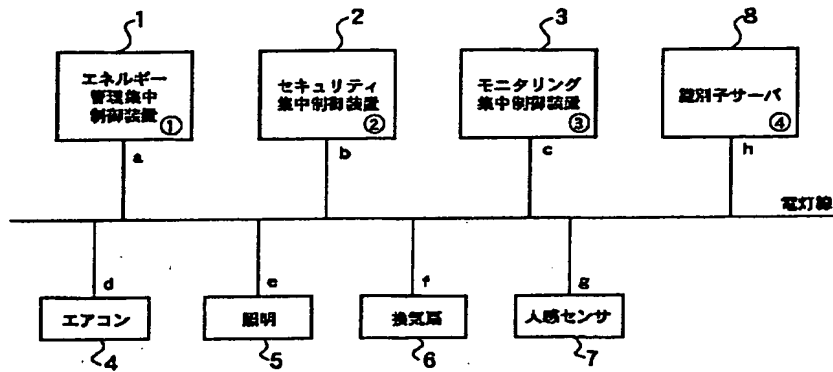 1
2
3
8
エネルギー
管理集中
制御装置
①
セキュリティ
集中制御装置
②
モニタリング
集中制御装置
③
識別子サーバ
④
a
b
c
h
電灯線
d
e
f
g
エアコン
照明
換気扇
人感センサ
4
5
6
7